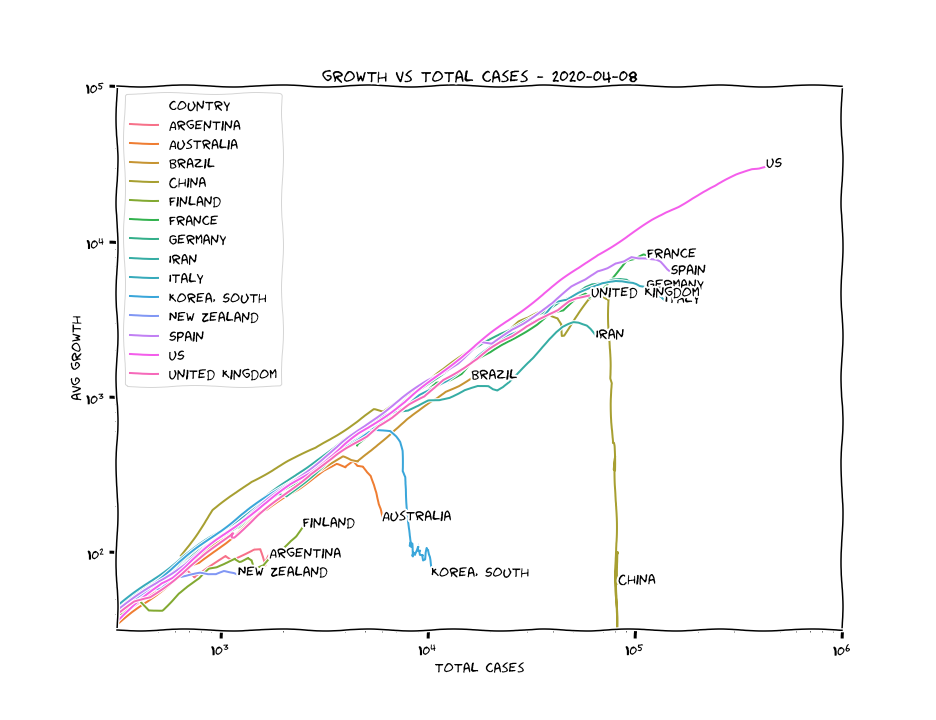 GROWTH VS TOTAL CASES - 2020-04-08
10⁵
COUNTRY
ARGENTINA
AUSTRALIA
BRAZIL
CHINA
FINLAND
FRANCE
GERMANY
IRAN
ITALY
KOREA, SOUTH
NEW ZEALAND
SPAIN
US
UNITED KINGDOM
US
10⁴
FRANCE
SPAIN
GERMANY
UNITED KINGDOM
ITALY
IRAN
AVG GROWTH
BRAZIL
10³
AUSTRALIA
FINLAND
10²
ARGENTINA
NEW ZEALAND
KOREA, SOUTH
CHINA
10³ 10⁴ 10⁵ 10⁶
TOTAL CASES